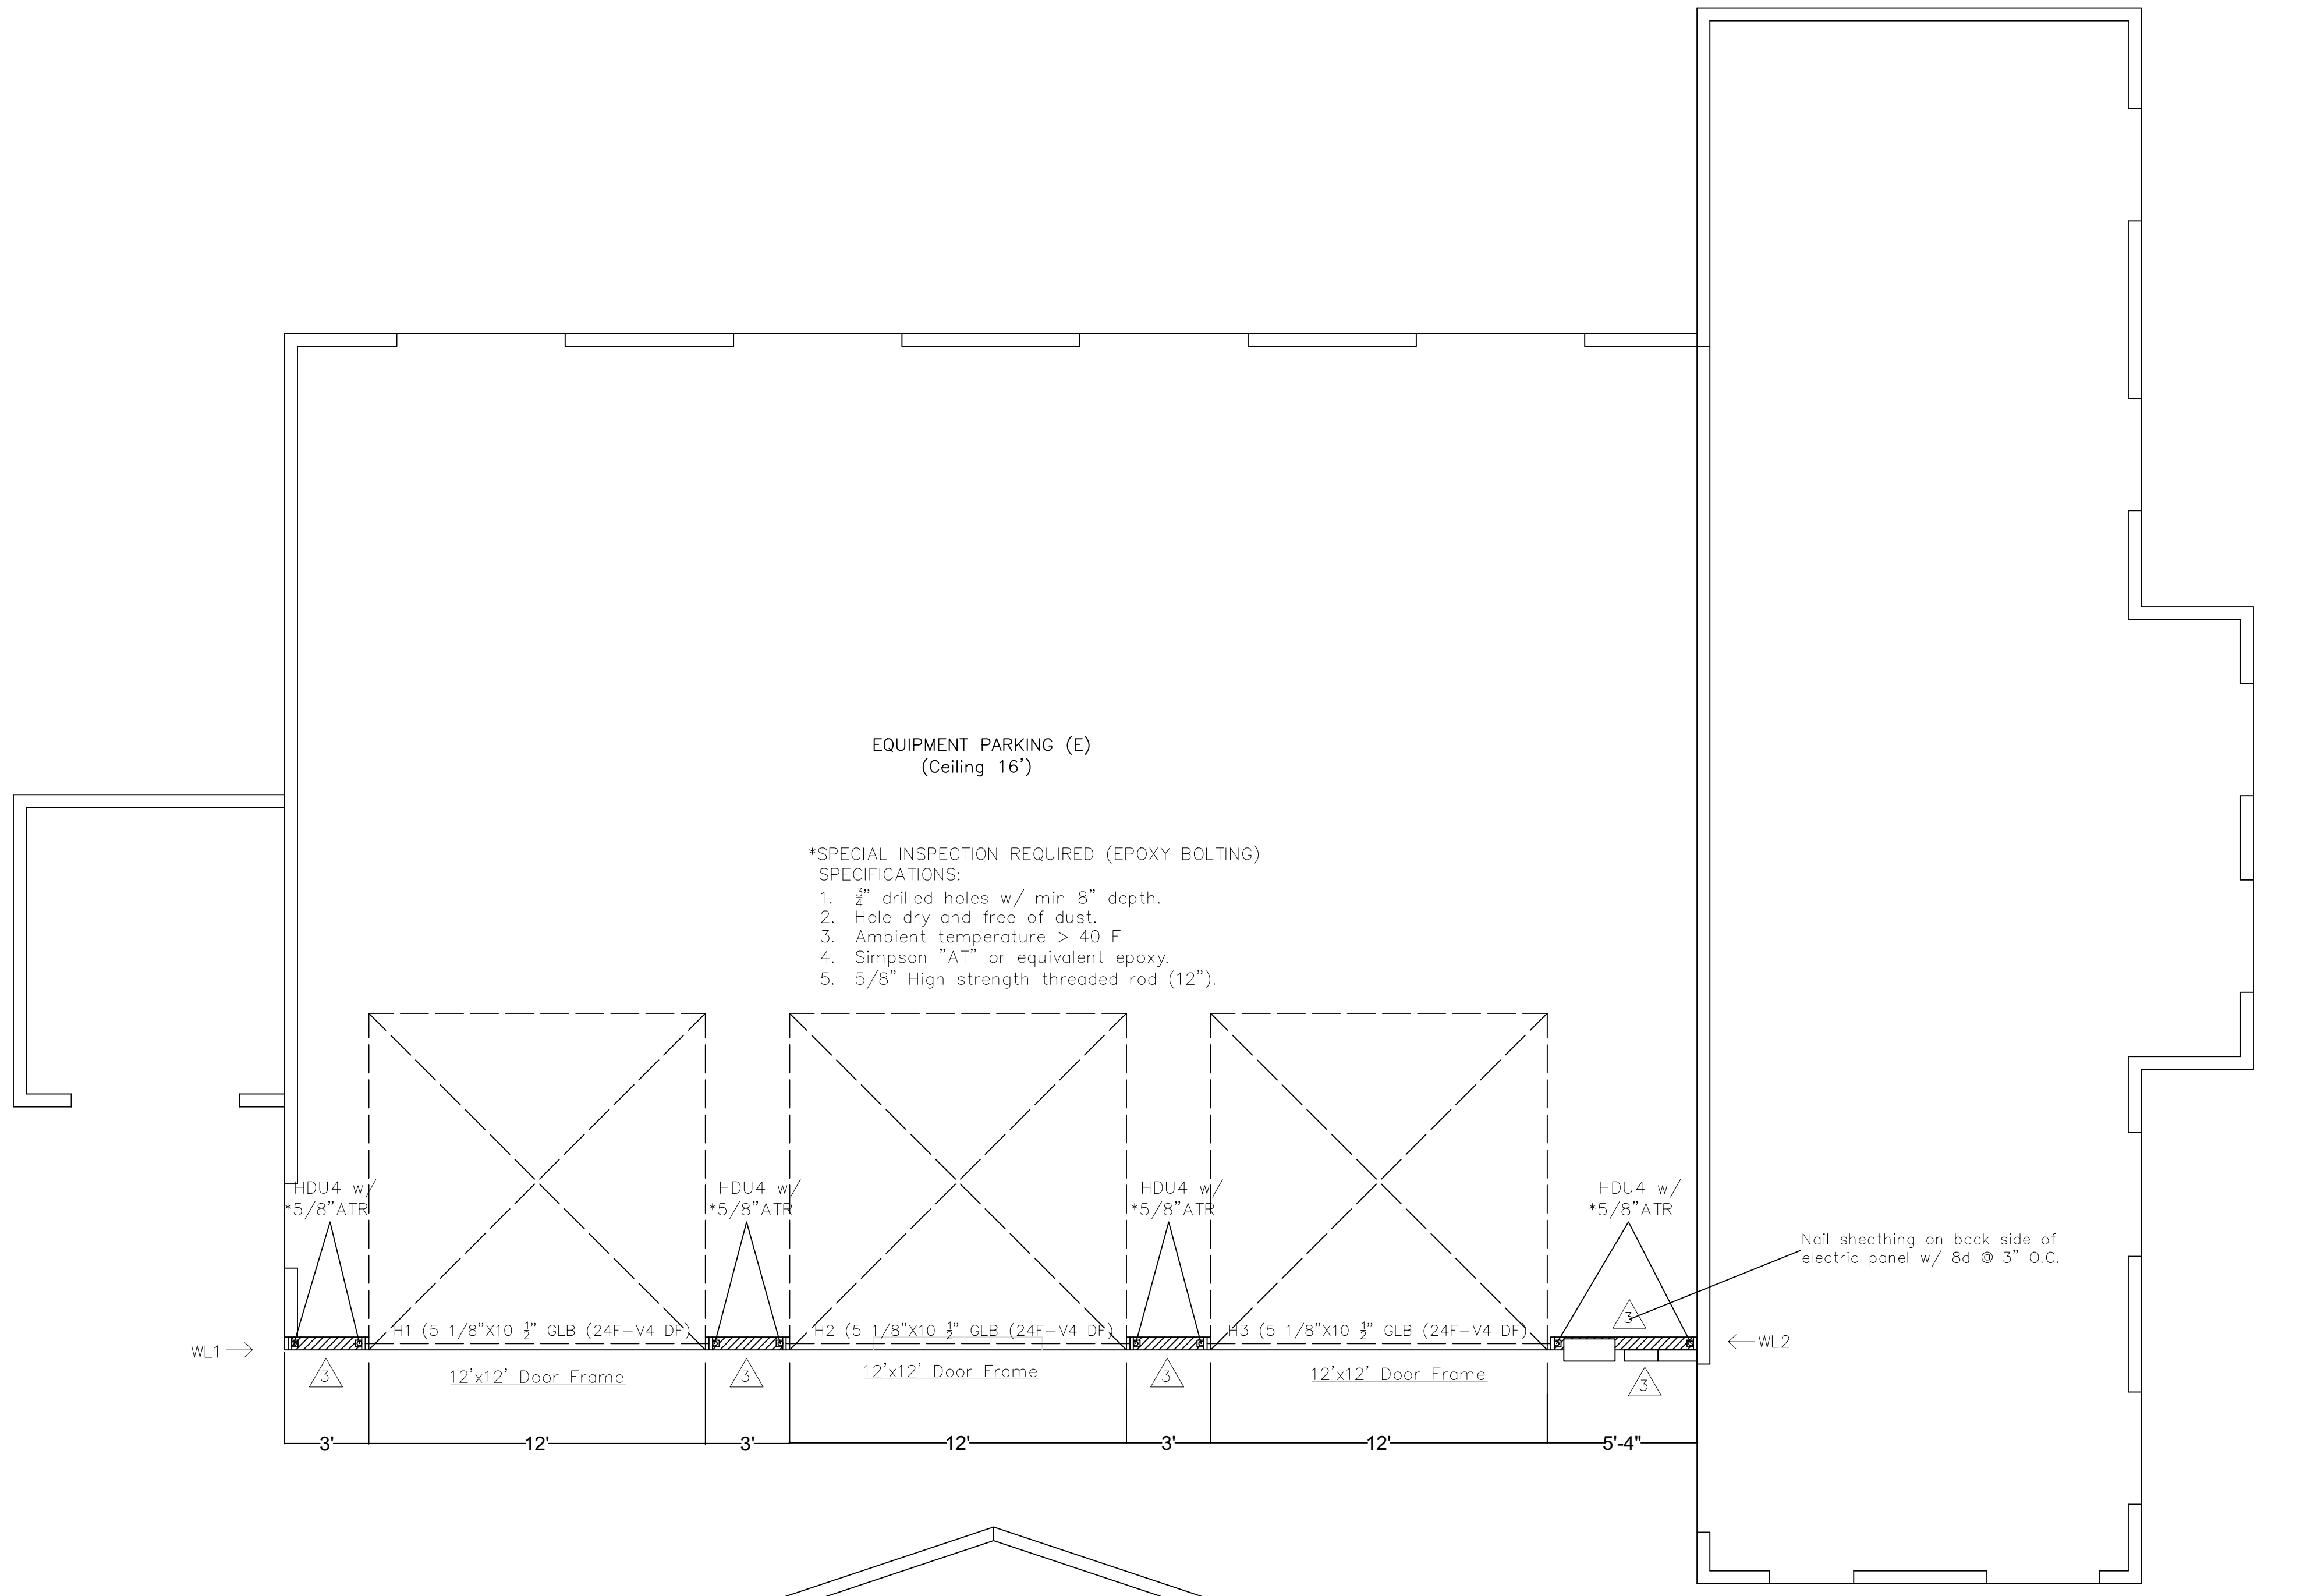 EQUIPMENT PARKING (E)
(Ceiling 16')
*SPECIAL INSPECTION REQUIRED (EPOXY BOLTING)
SPECIFICATIONS:
1. 3/4" drilled holes w/ min 8" depth.
2. Hole dry and free of dust.
3. Ambient temperature > 40 F
4. Simpson "AT" or equivalent epoxy.
5. 5/8" High strength threaded rod (12").
HDU4 w/
*5/8"ATR
HDU4 w/
*5/8"ATR
HDU4 w/
*5/8"ATR
HDU4 w/
*5/8"ATR
Nail sheathing on back side of
electric panel w/ 8d @ 3" O.C.
3
H1 (5 1/8"X10 1/2" GLB (24F-V4 DF)
H2 (5 1/8"X10 1/2" GLB (24F-V4 DF)
H3 (5 1/8"X10 1/2" GLB (24F-V4 DF)
WL1
WL2
3
12'x12' Door Frame
3
12'x12' Door Frame
3
12'x12' Door Frame
3
3'
12'
3'
12'
3'
12'
5'-4"